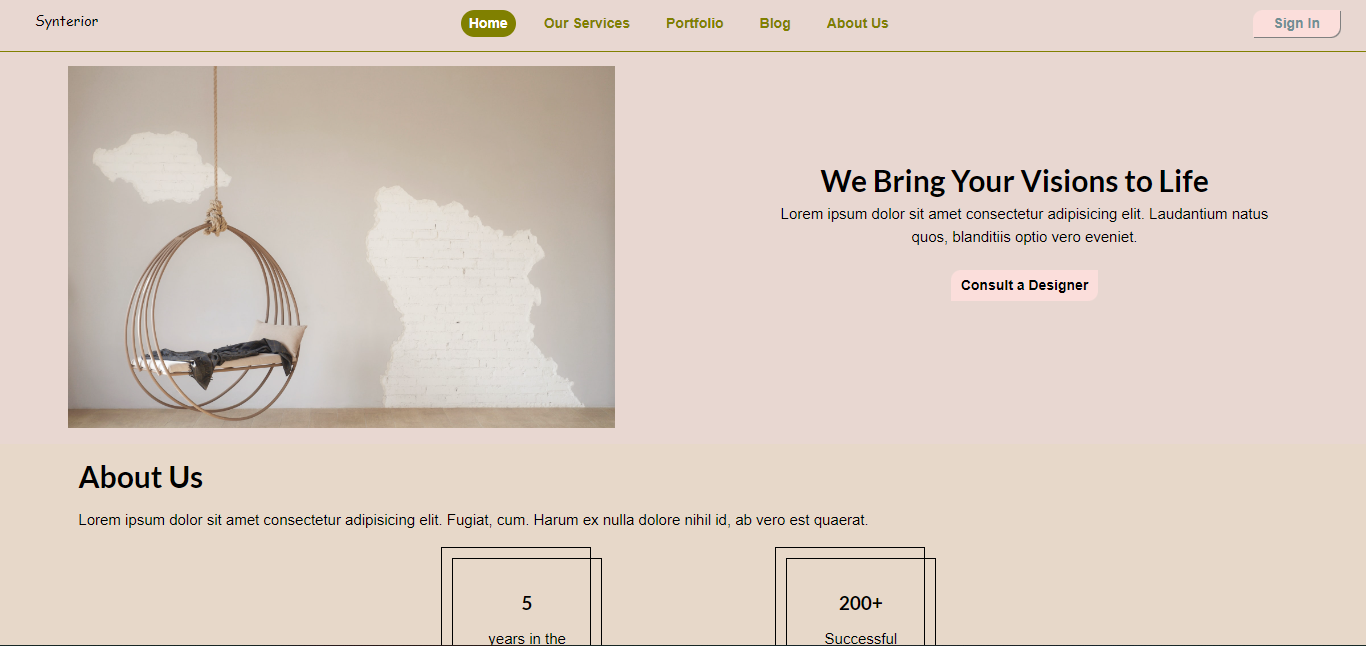 Synterior
Home Our Services Portfolio Blog About Us
Sign In
We Bring Your Visions to Life
Lorem ipsum dolor sit amet consectetur adipisicing elit. Laudantium natus
quos, blanditiis optio vero eveniet.
Consult a Designer
About Us
Lorem ipsum dolor sit amet consectetur adipisicing elit. Fugiat, cum. Harum ex nulla dolore nihil id, ab vero est quaerat.
5
years in the
200+
Successful